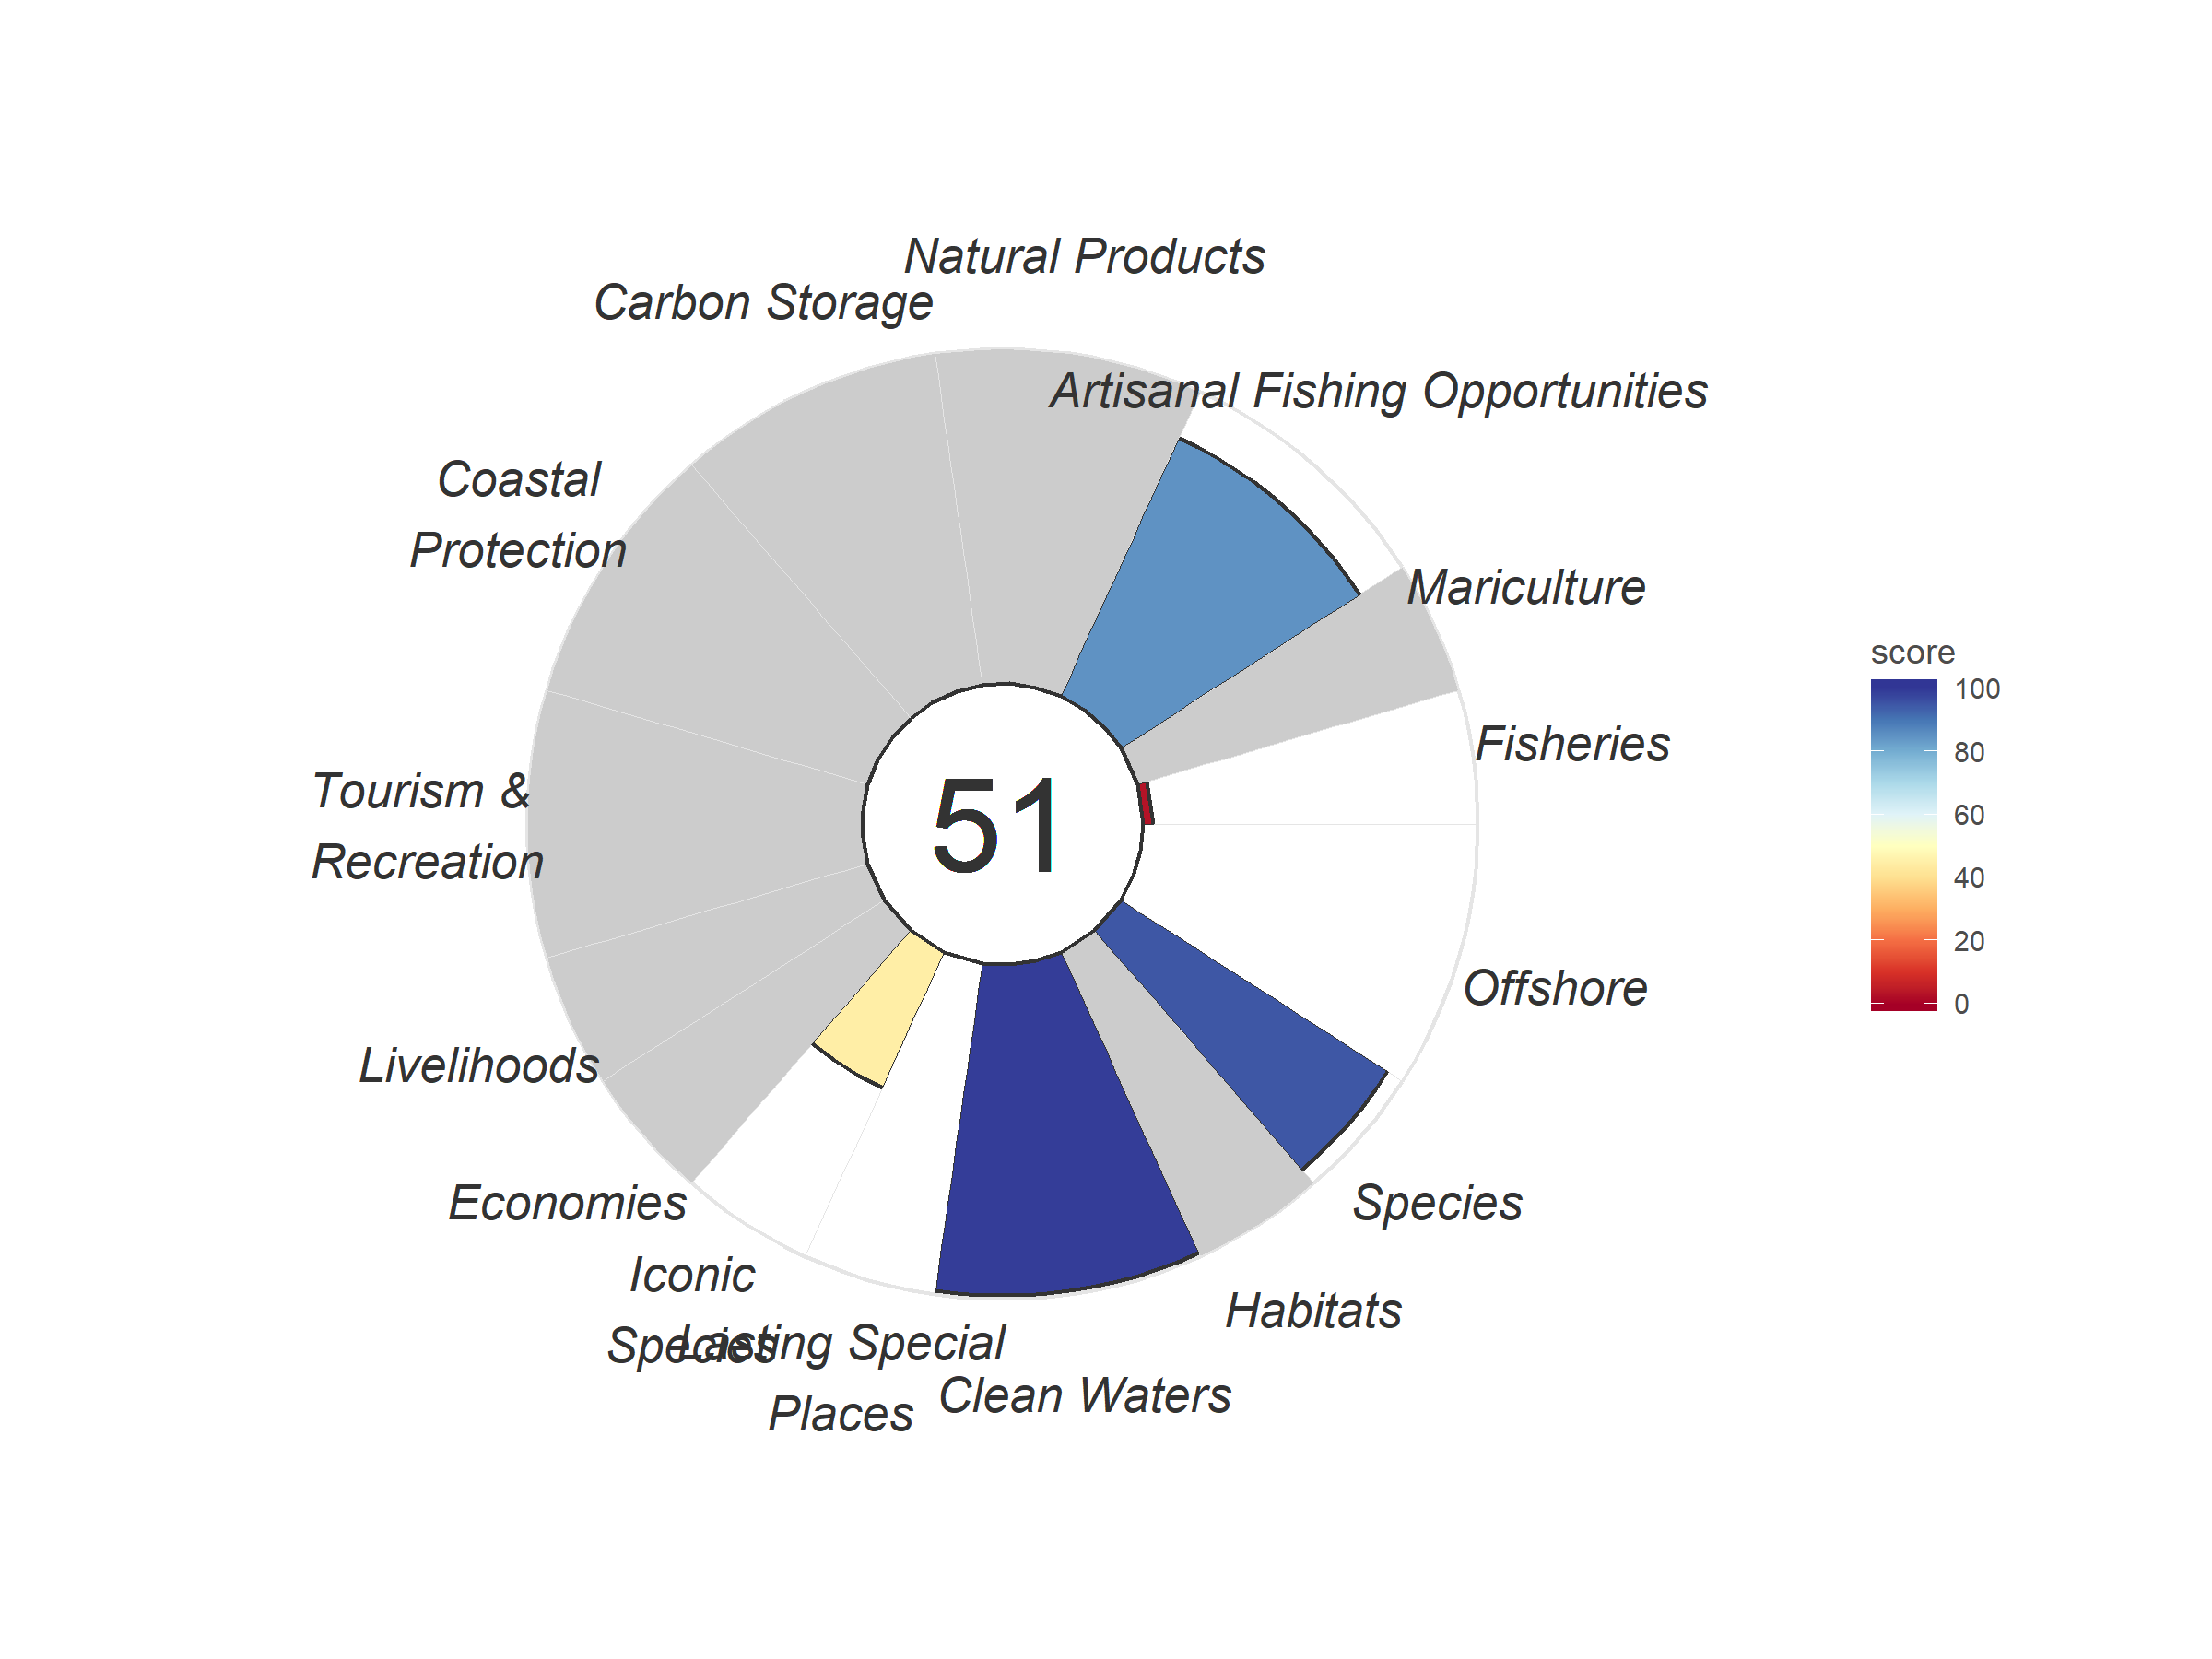 Natural Products
Carbon Storage
Artisanal Fishing Opportunities
Coastal
Protection
Mariculture
Fisheries
Tourism &
Recreation
51
Offshore
Livelihoods
Economies
Species
Iconic
Species
Habitats
Lasting Special
Places
Clean Waters
score
100
80
60
40
20
0